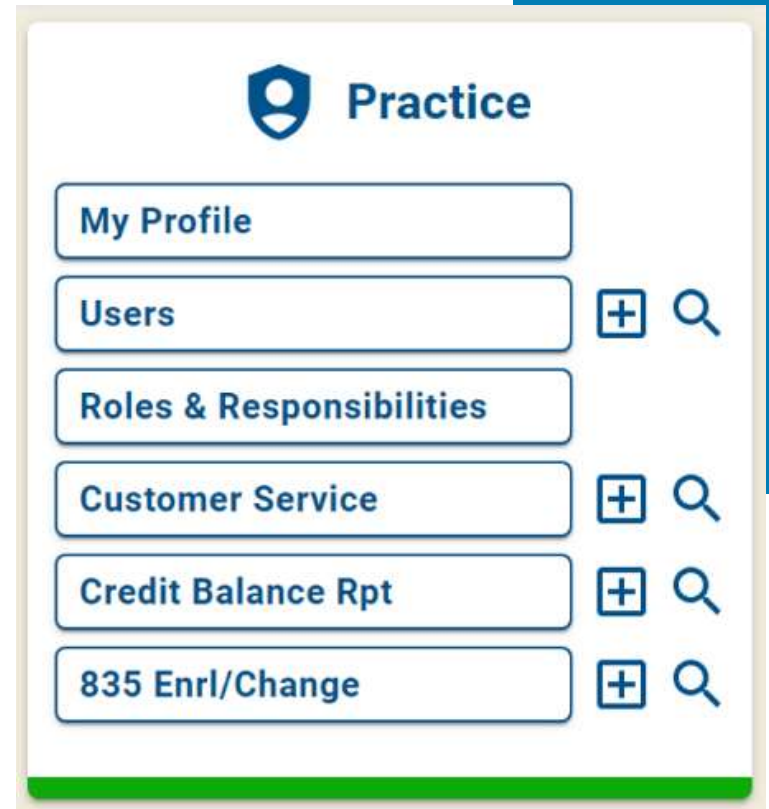 Practice
My Profile
Users
Roles & Responsibilities
Customer Service
Credit Balance Rpt
835 Enrl/Change